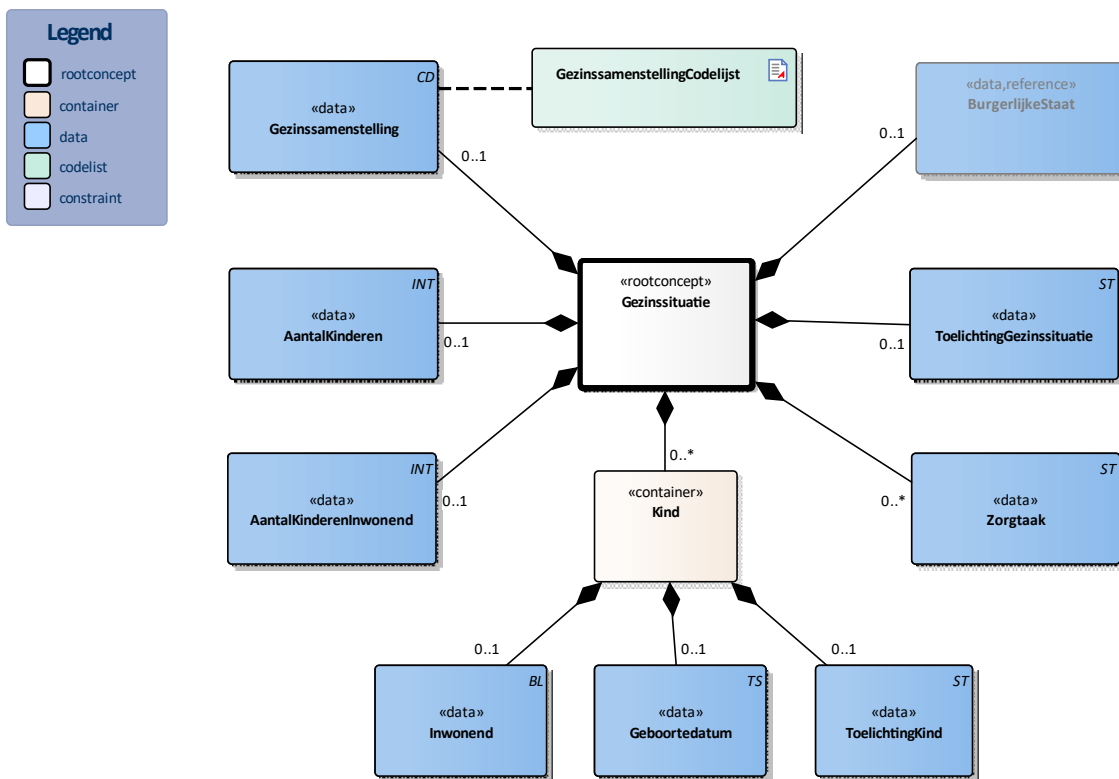 Legend
rootconcept
container
data
codelist
constraint
CD
«data»
Gezinssamenstelling
GezinssamenstellingCodelijst
«data,reference»
BurgerlijkeStaat
0..1
0..1
INT
«data»
AantalKinderen
0..1
«rootconcept»
Gezinssituatie
ST
«data»
ToelichtingGezinssituatie
0..1
INT
«data»
AantalKinderenInwonend
0..1
0..*
«container»
Kind
ST
«data»
Zorgtaak
0..*
0..1
0..1
0..1
BL
«data»
Inwonend
TS
«data»
Geboortedatum
ST
«data»
ToelichtingKind